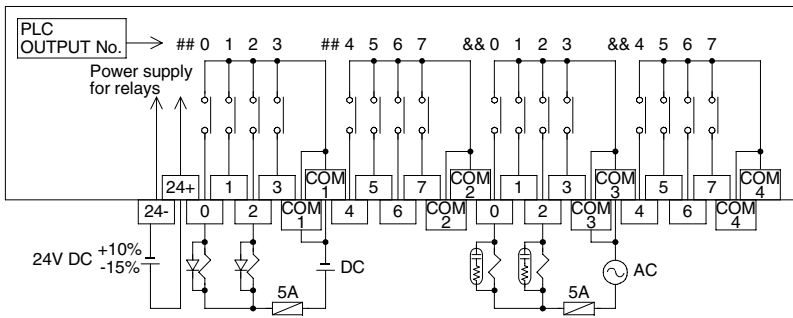 PLC
OUTPUT No.
## 0 1 2 3 ## 4 5 6 7 && 0 1 2 3 && 4 5 6 7
Power supply
for relays
24+ 1 3 COM 1 5 7 COM 2 1 3 COM 3 5 7 COM 4
24- 0 2 COM 1 4 6 COM 2 0 2 COM 3 4 6 COM 4
24V DC +10%
-15%
DC
AC
5A
5A